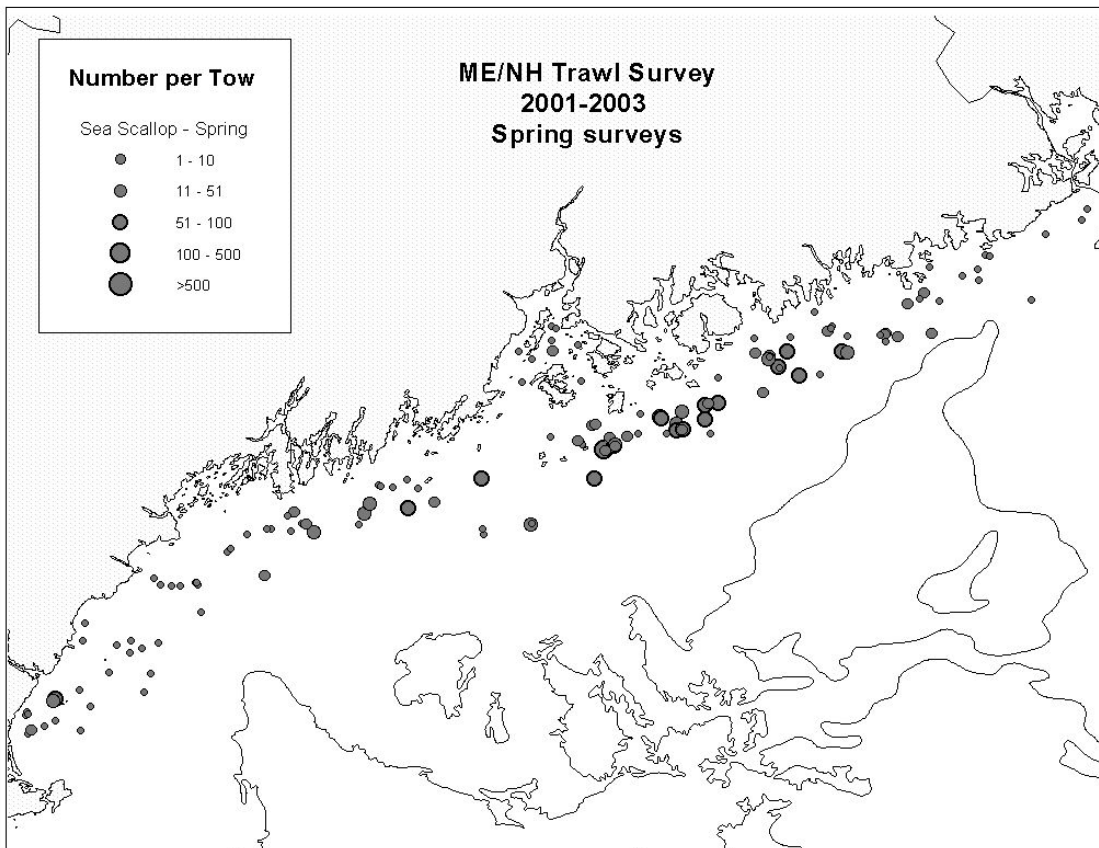 Number per Tow
Sea Scallop - Spring
1 - 10
11 - 51
51 - 100
100 - 500
>500
ME/NH Trawl Survey
2001-2003
Spring surveys